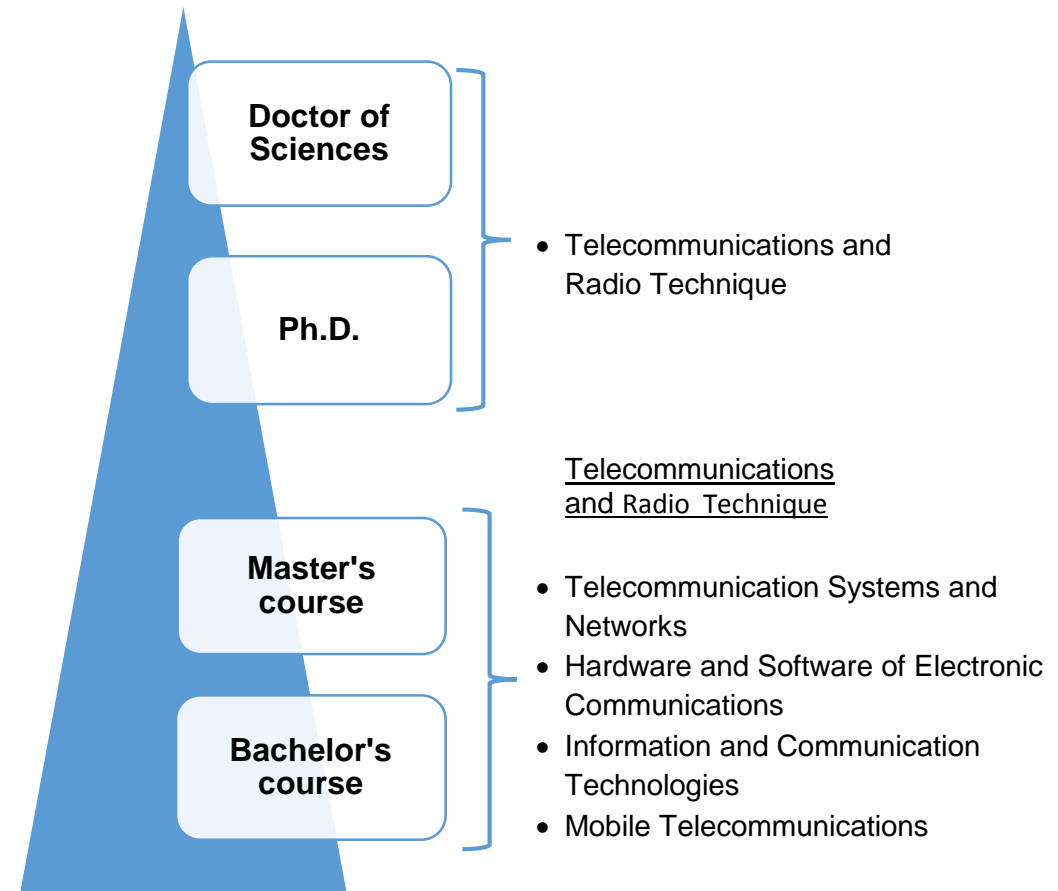 Doctor of
Sciences
Ph.D.
• Telecommunications and
Radio Technique
Telecommunications
and Radio Technique
Master's
course
Bachelor's
course
• Telecommunication Systems and
Networks
• Hardware and Software of Electronic
Communications
• Information and Communication
Technologies
• Mobile Telecommunications